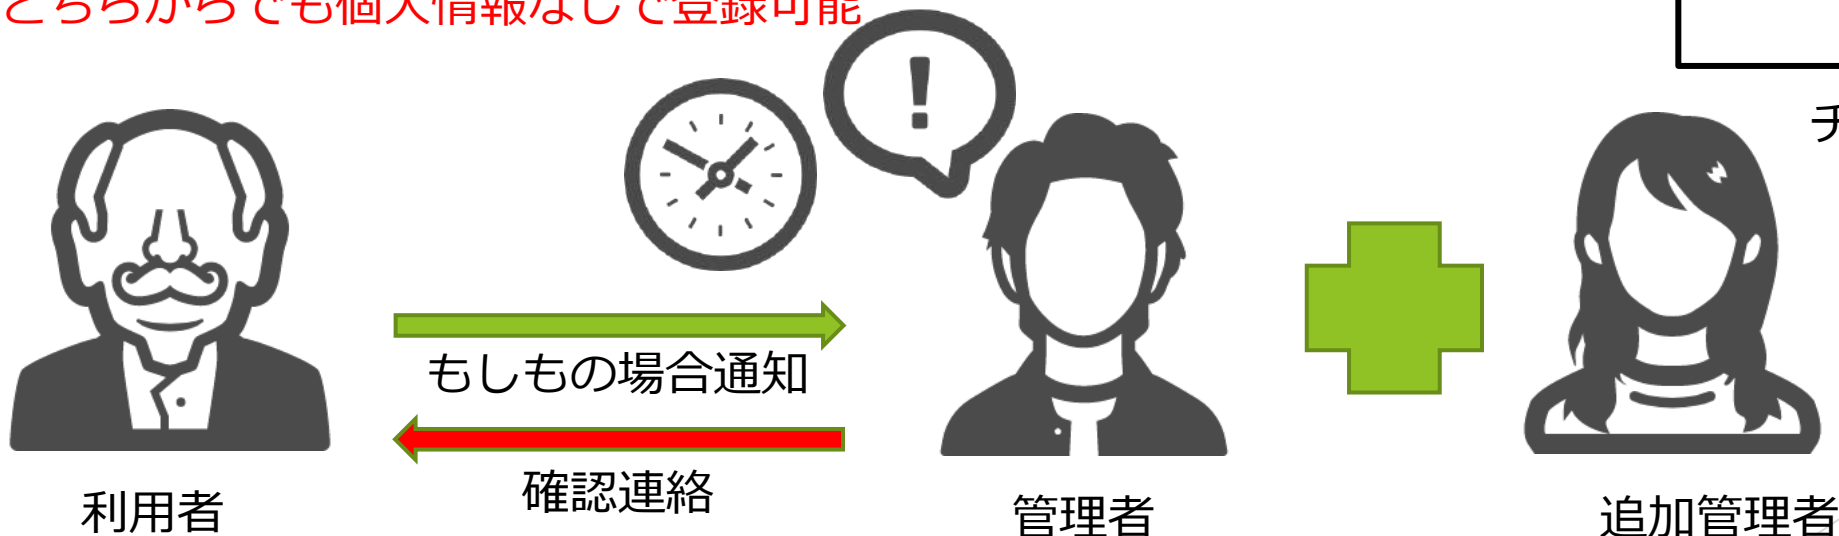 どちらからでも個人情報なしで登録可能
!
チ
もしもの場合通知
確認連絡
利用者
管理者
追加管理者